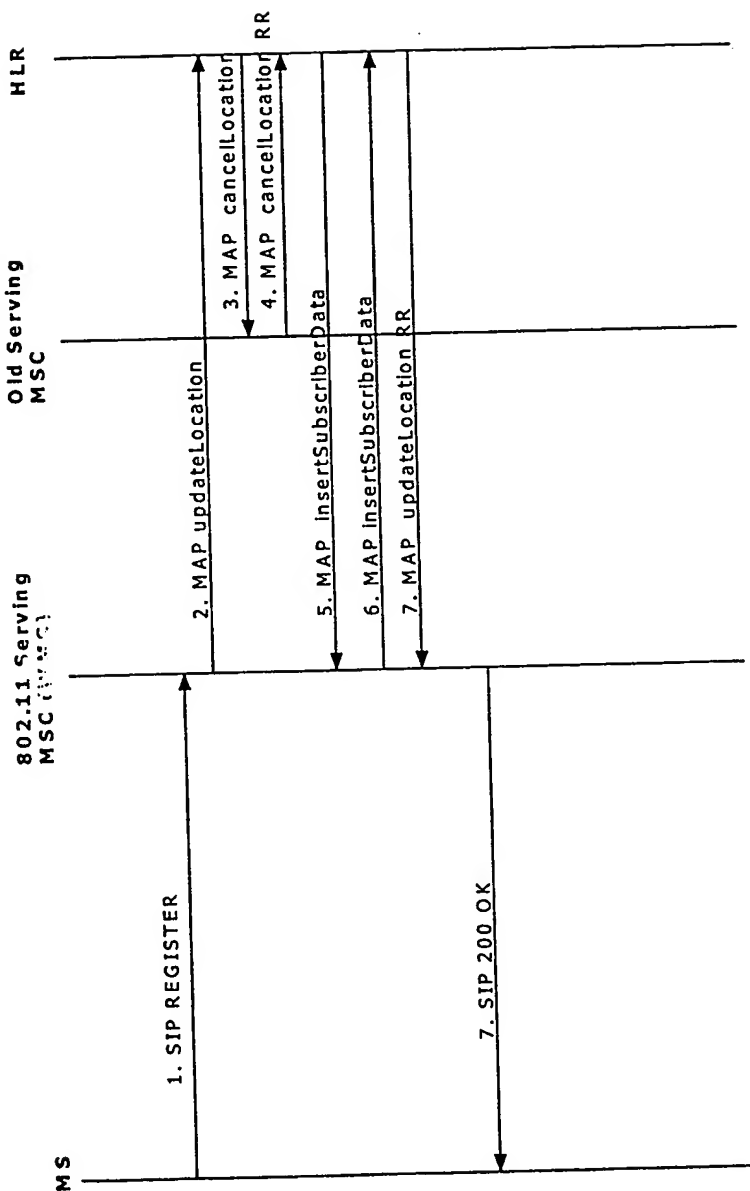 MS
802.11 Serving
MSC
Old Serving
MSC
HLR
1. SIP REGISTER
2. MAP updateLocation
3. MAP cancelLocation
4. MAP cancelLocation RR
5. MAP insertSubscriberData
6. MAP insertSubscriberData
7. MAP updateLocation RR
7. SIP 200 OK